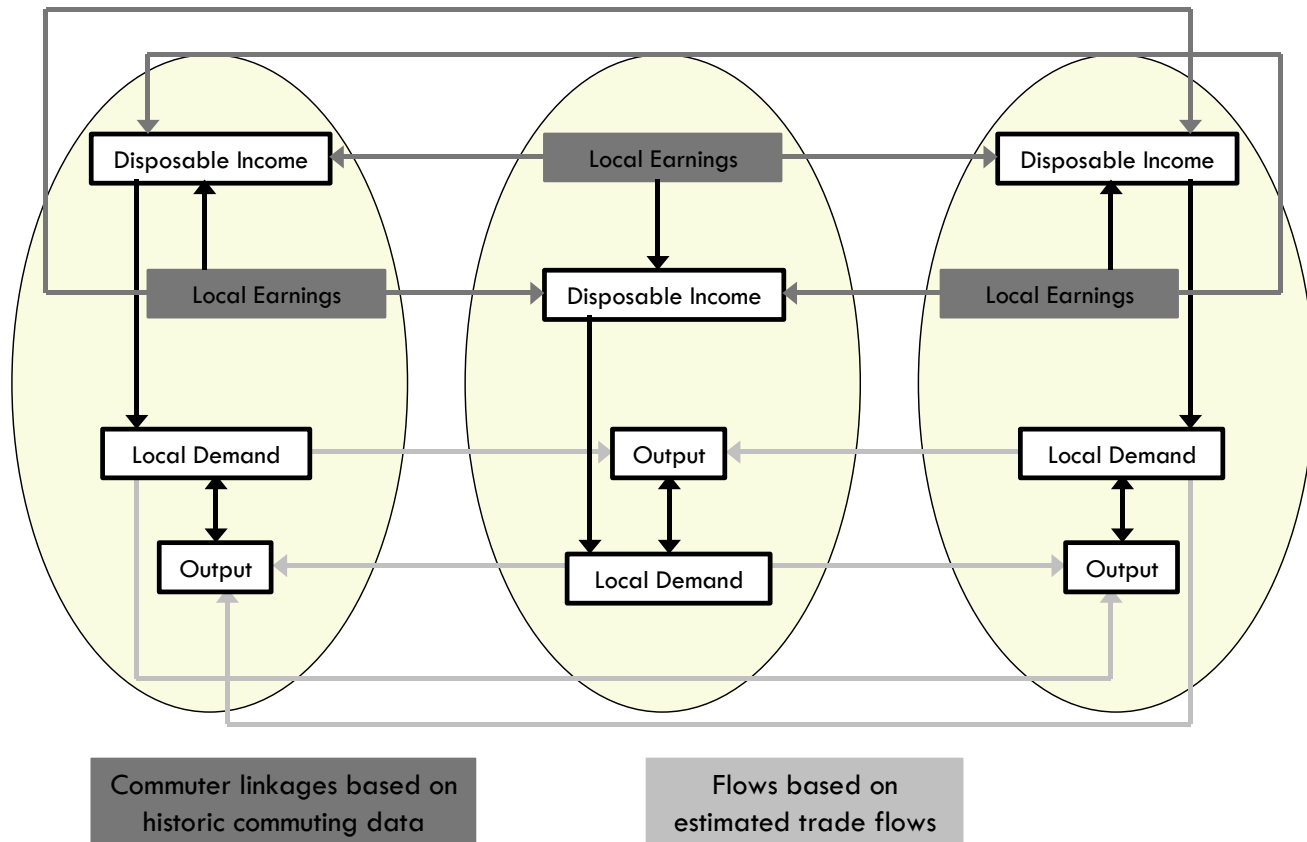 Disposable Income
Local Earnings
Disposable Income
Local Earnings
Disposable Income
Local Earnings
Local Demand
Output
Local Demand
Output
Local Demand
Output
Commuter linkages based on
historic commuting data
Flows based on
estimated trade flows